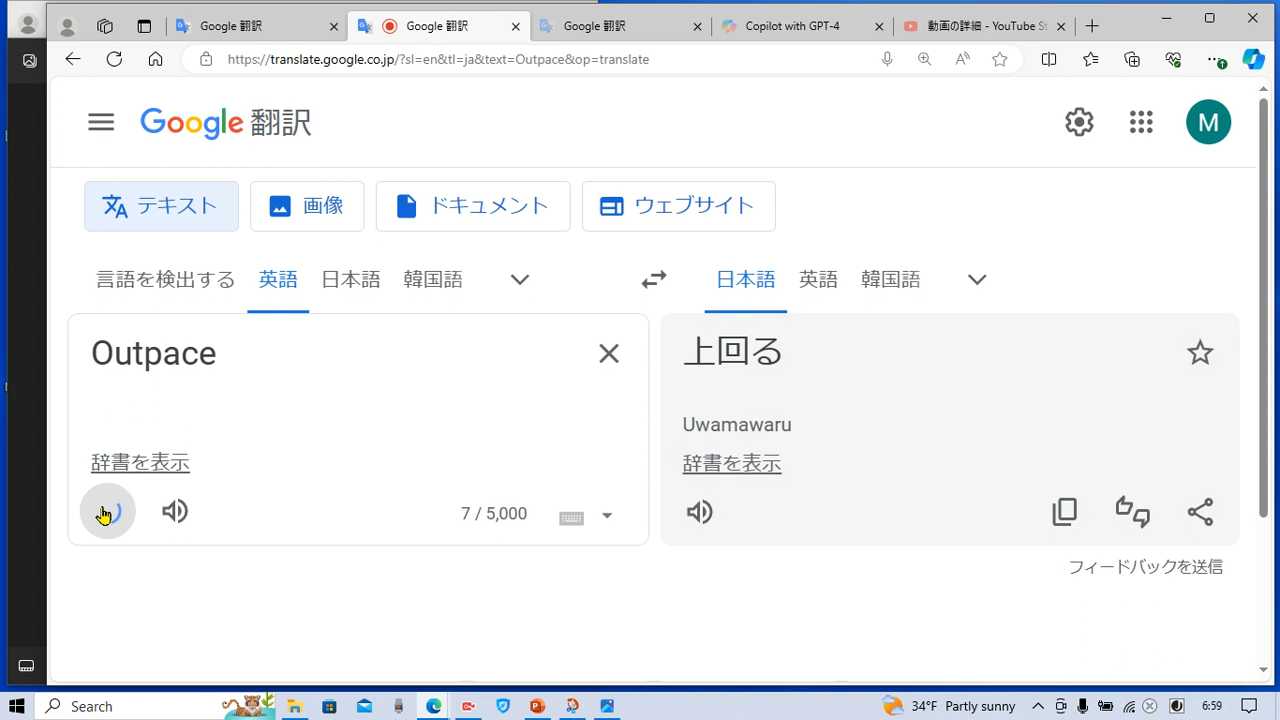 Google 翻訳
Google 翻訳
Google 翻訳
Copilot with GPT-4
動画の詳細 - YouTube St
https://translate.google.co.jp/?sl=en&tl=ja&text=Outpace&op=translate
Google 翻訳
M
テキスト
画像
ドキュメント
ウェブサイト
言語を検出する
英語
日本語
韓国語
日本語
英語
韓国語
Outpace
上回る
Uwamawaru
辞書を表示
辞書を表示
7 / 5,000
フィードバックを送信
Search
34°F Partly sunny
6:59